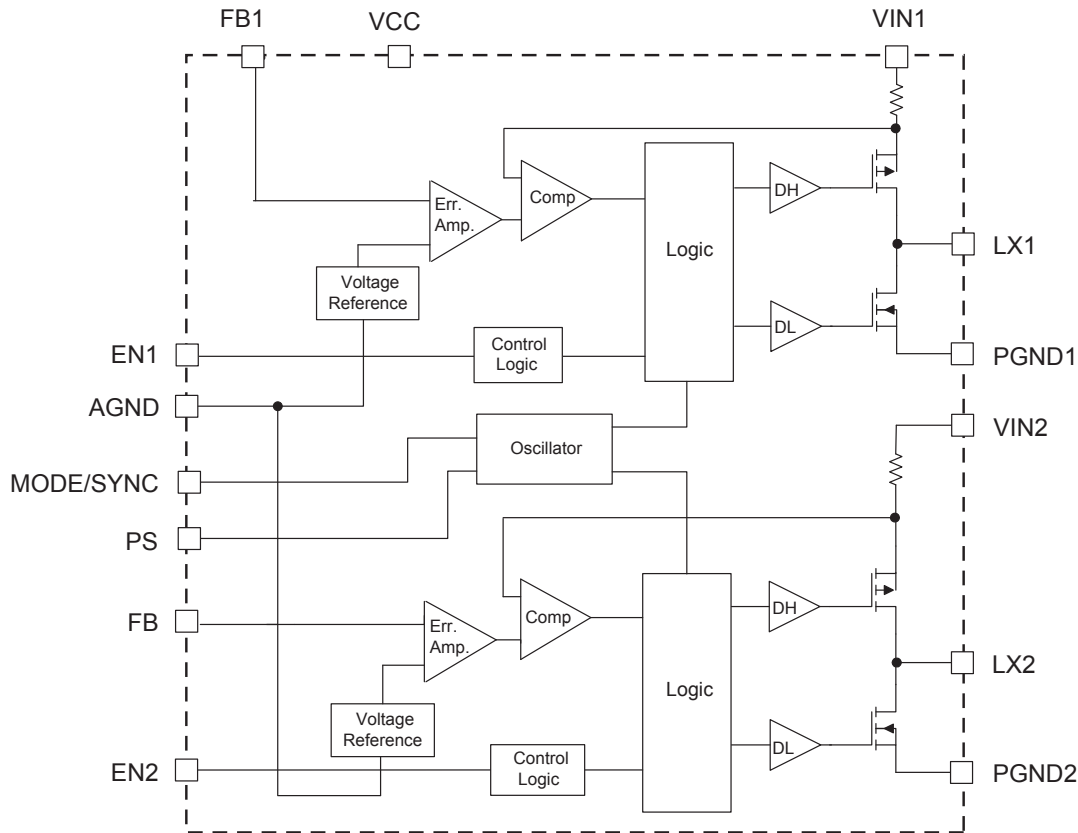 FB1
VCC
VIN1
Err.
Amp.
Comp
Logic
DH
LX1
Voltage
Reference
DL
EN1
Control
Logic
PGND1
AGND
VIN2
Oscillator
MODE/SYNC
PS
FB
Err.
Amp.
Comp
DH
Logic
LX2
Voltage
Reference
DL
EN2
Control
Logic
PGND2